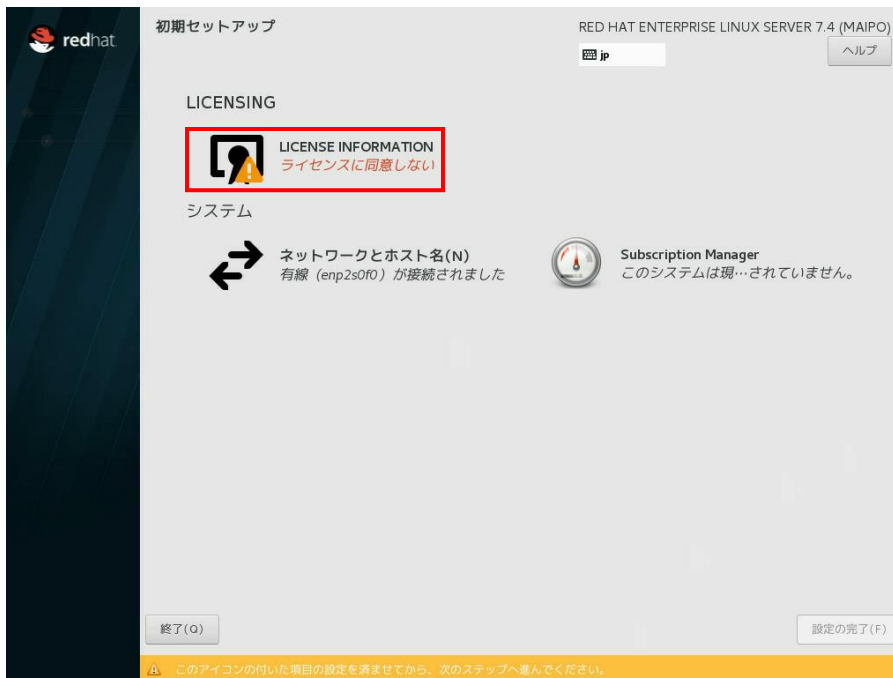 redhat
初期セットアップ
RED HAT ENTERPRISE LINUX SERVER 7.4 (MAIPO)
jp
ヘルプ
LICENSING
LICENSE INFORMATION
ライセンスに同意しない
システム
ネットワークとホスト名(N)
有線 (enp2s0f0) が接続されました
Subscription Manager
このシステムは現…されていません。
終了(Q)
設定の完了(F)
このアイコンの付いた項目の設定を済ませてから、次のステップへ進んでください。